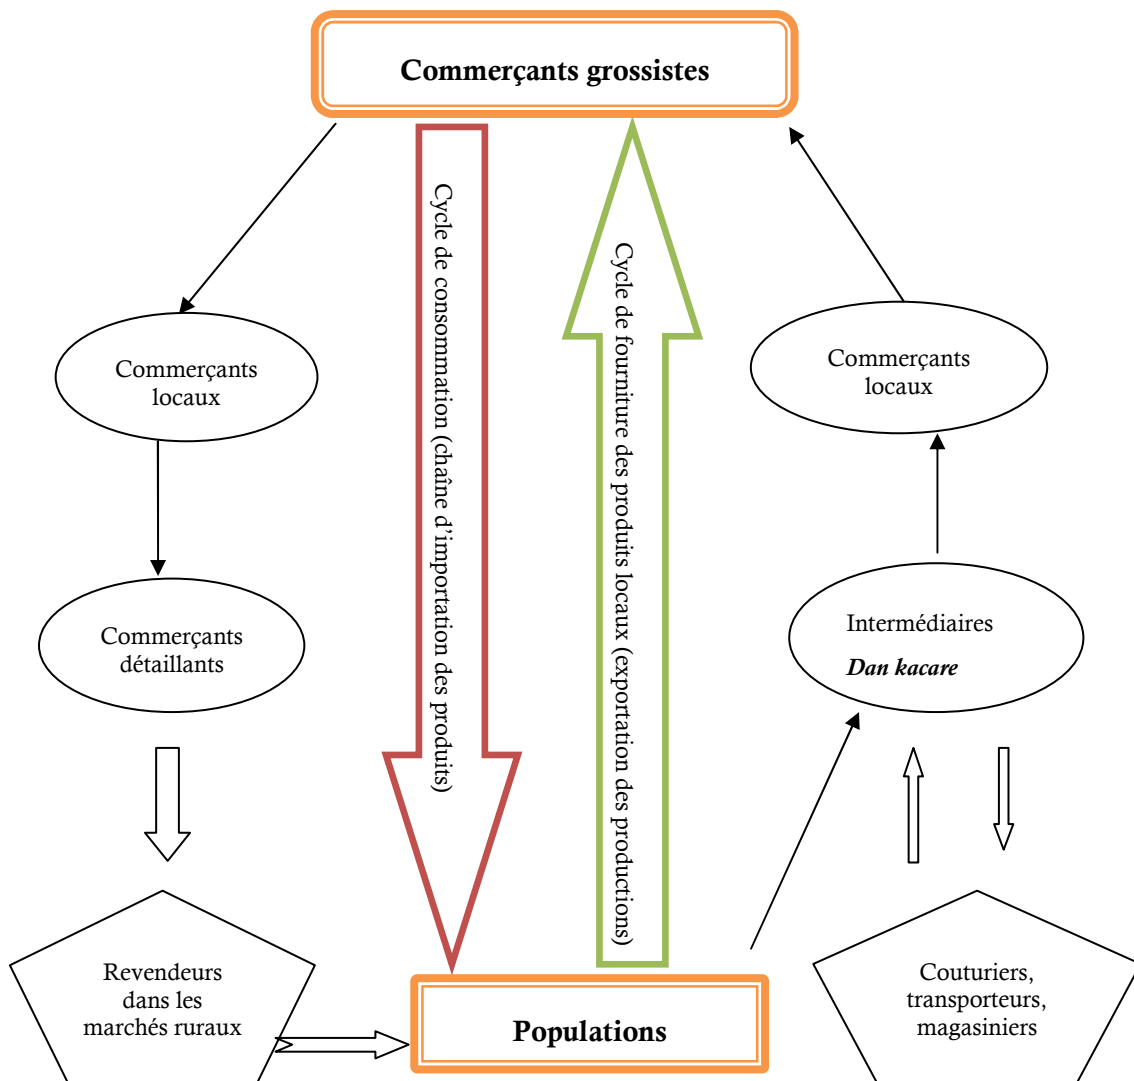 Commerçants grossistes
Cycle de consommation (chaîne d'importation des produits)
Cycle de fourniture des produits locaux (exportation des productions)
Commerçants
locaux
Commerçants
locaux
Commerçants
détaillants
Intermédiaires
Dan kacare
Revendeurs
dans les
marchés ruraux
Populations
Couturiers,
transporteurs,
magasiniers